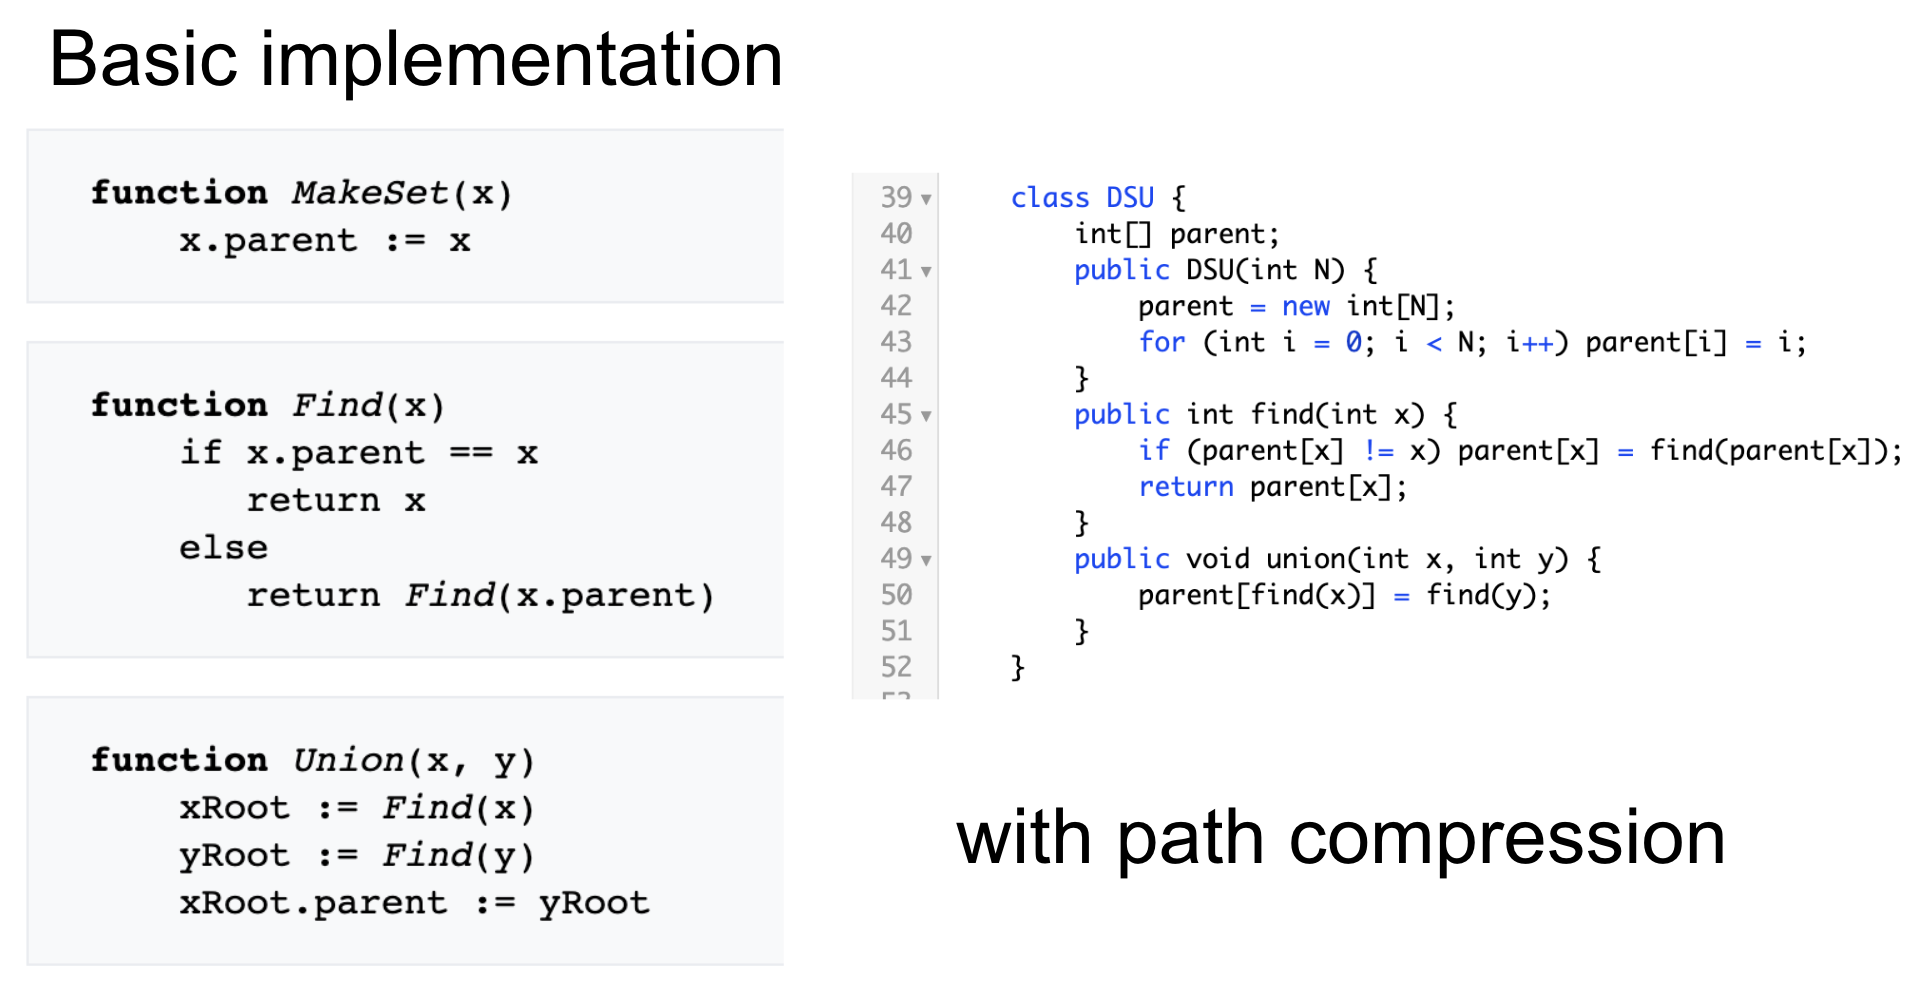 Basic implementation
function MakeSet(x)
x.parent := x
function Find(x)
if x.parent == x
return x
else
return Find(x.parent)
function Union(x, y)
xRoot := Find(x)
yRoot := Find(y)
xRoot.parent := yRoot
39 class DSU {
40 int[] parent;
41 public DSU(int N) {
42 parent = new int[N];
43 for (int i = 0; i < N; i++) parent[i] = i;
44 }
45 public int find(int x) {
46 if (parent[x] != x) parent[x] = find(parent[x]);
47 return parent[x];
48 }
49 public void union(int x, int y) {
50 parent[find(x)] = find(y);
51 }
52 }
with path compression